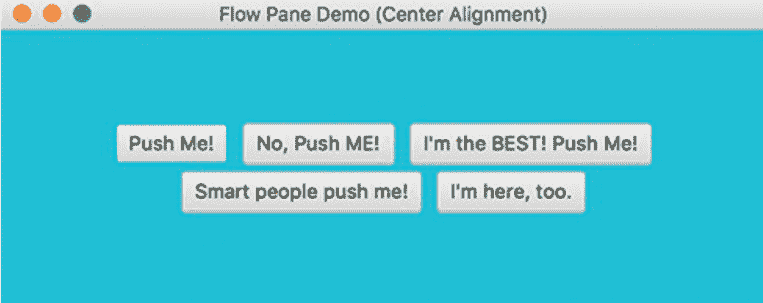 Flow Pane Demo (Center Alignment)
Push Me! No, Push ME! I'm the BEST! Push Me!
Smart people push me! I'm here, too.